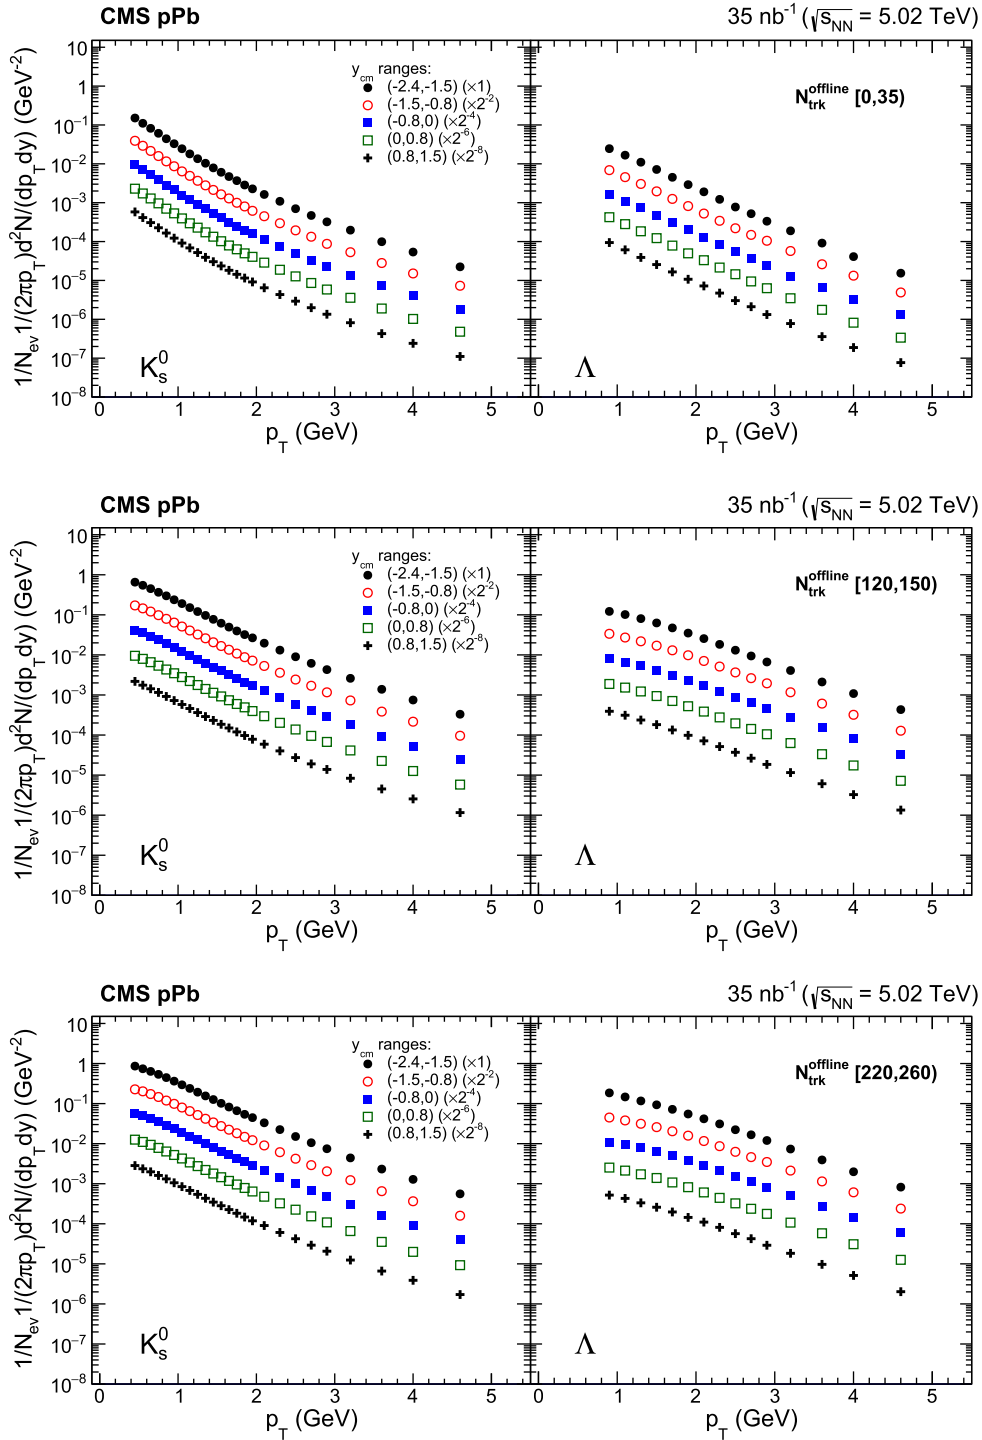 CMS pPb 35 nb⁻¹ (√sNN = 5.02 TeV)
1/Nev 1/(2πpT)d²N/(dpTdy) (GeV⁻²)
10
1
10⁻¹
10⁻²
10⁻³
10⁻⁴
10⁻⁵
10⁻⁶
10⁻⁷
10⁻⁸
ycm ranges:
(-2.4,-1.5) (×1)
(-1.5,-0.8) (×2⁻²)
(-0.8,0) (×2⁻⁴)
(0,0.8) (×2⁻⁶)
(0.8,1.5) (×2⁻⁸)
Ntrk offline [0,35)
K⁰s Λ
0 1 2 3 4 5 0 1 2 3 4 5
pT (GeV) pT (GeV)
CMS pPb 35 nb⁻¹ (√sNN = 5.02 TeV)
1/Nev 1/(2πpT)d²N/(dpTdy) (GeV⁻²)
10
1
10⁻¹
10⁻²
10⁻³
10⁻⁴
10⁻⁵
10⁻⁶
10⁻⁷
10⁻⁸
ycm ranges:
(-2.4,-1.5) (×1)
(-1.5,-0.8) (×2⁻²)
(-0.8,0) (×2⁻⁴)
(0,0.8) (×2⁻⁶)
(0.8,1.5) (×2⁻⁸)
Ntrk offline [120,150)
K⁰s Λ
0 1 2 3 4 5 0 1 2 3 4 5
pT (GeV) pT (GeV)
CMS pPb 35 nb⁻¹ (√sNN = 5.02 TeV)
1/Nev 1/(2πpT)d²N/(dpTdy) (GeV⁻²)
10
1
10⁻¹
10⁻²
10⁻³
10⁻⁴
10⁻⁵
10⁻⁶
10⁻⁷
10⁻⁸
ycm ranges:
(-2.4,-1.5) (×1)
(-1.5,-0.8) (×2⁻²)
(-0.8,0) (×2⁻⁴)
(0,0.8) (×2⁻⁶)
(0.8,1.5) (×2⁻⁸)
Ntrk offline [220,260)
K⁰s Λ
0 1 2 3 4 5 0 1 2 3 4 5
pT (GeV) pT (GeV)